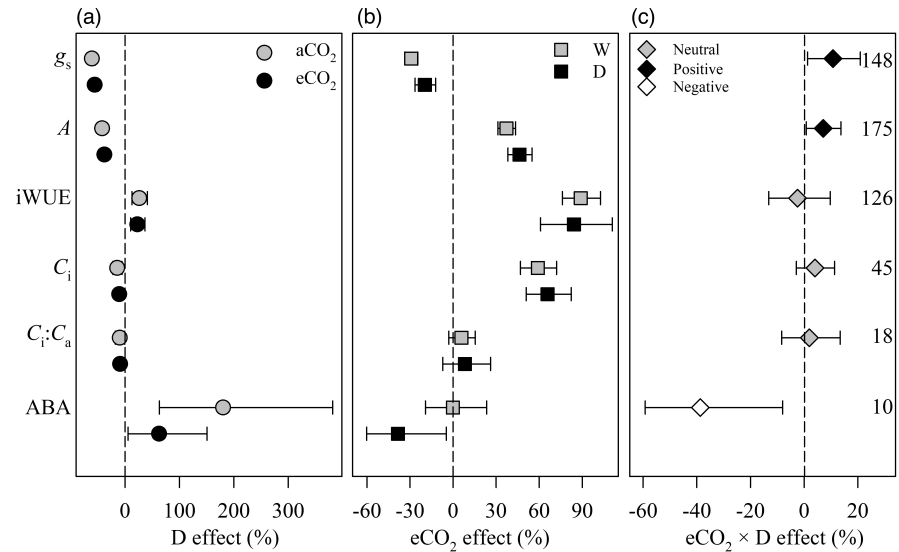 (a) (b) (c)
gs aCO2 W Neutral 148
eCO2 D Positive
Negative
A 175
iWUE 126
Ci 45
Ci:Ca 18
ABA 10
0 100 200 300 -60 -30 0 30 60 90 -60 -40 -20 0 20
D effect (%) eCO2 effect (%) eCO2 × D effect (%)